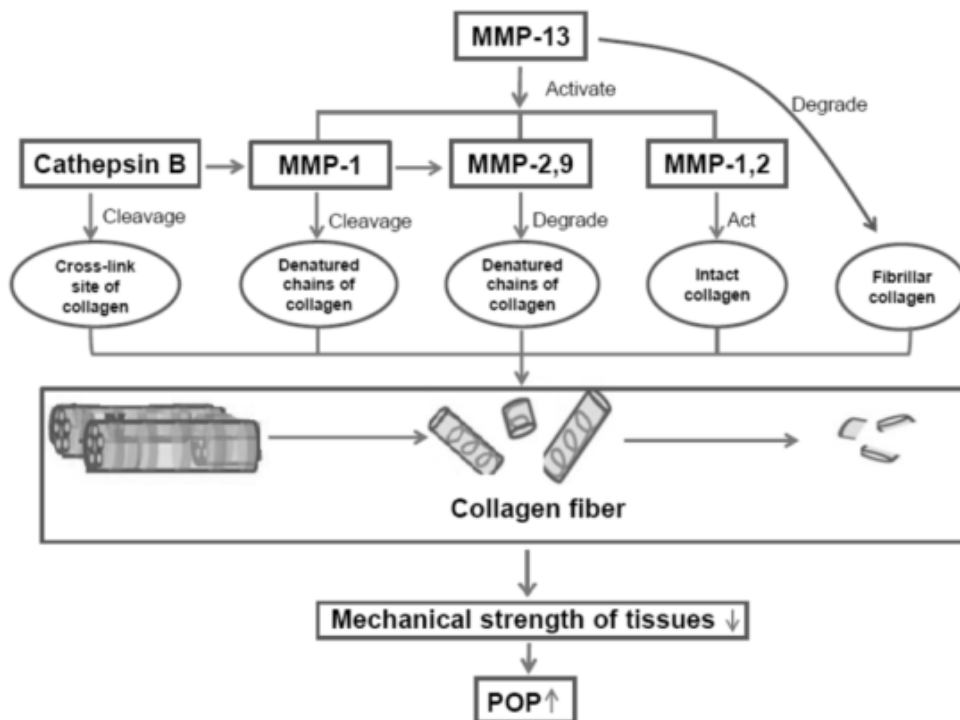 MMP-13
Activate
Degrade
Cathepsin B
MMP-1
MMP-2,9
MMP-1,2
Cleavage
Cleavage
Degrade
Act
Cross-link
site of
collagen
Denatured
chains of
collagen
Denatured
chains of
collagen
Intact
collagen
Fibrillar
collagen
Collagen fiber
Mechanical strength of tissues ↓
POP↑